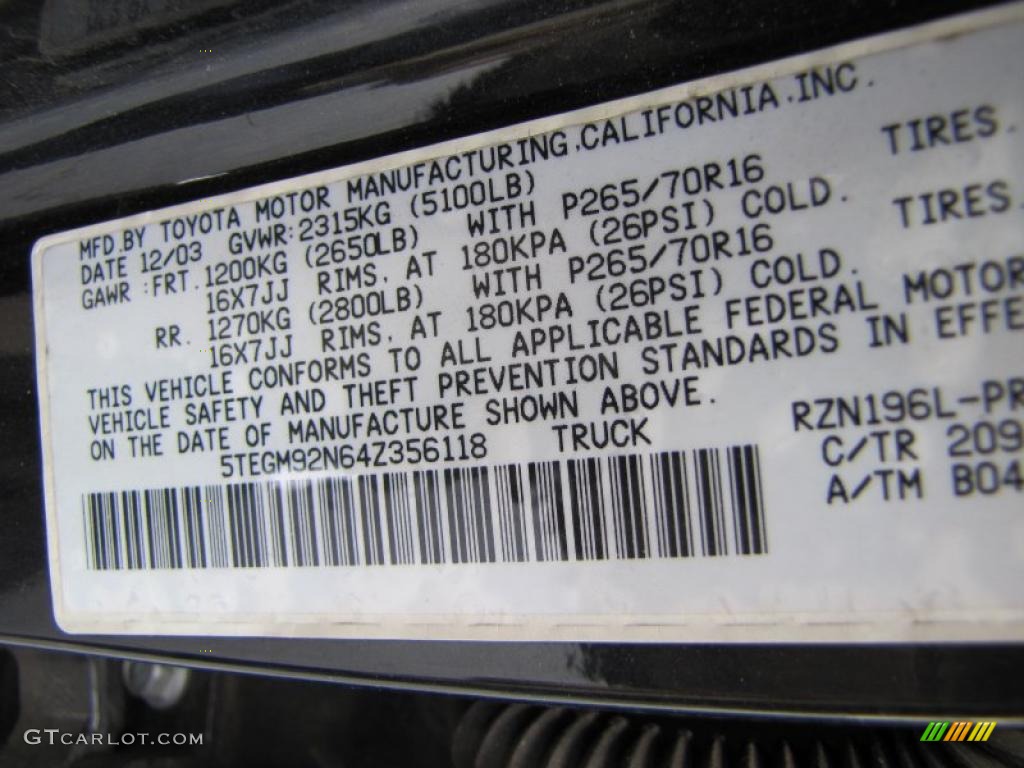 MFD.BY TOYOTA MOTOR MANUFACTURING,CALIFORNIA,INC.
DATE 12/03 GVWR:2315KG (5100LB)
GAWR :FRT. 1200KG (2650LB) WITH P265/70R16 TIRES.
16X7JJ RIMS, AT 180KPA (26PSI) COLD.
RR. 1270KG (2800LB) WITH P265/70R16 TIRES.
16X7JJ RIMS, AT 180KPA (26PSI) COLD.
THIS VEHICLE CONFORMS TO ALL APPLICABLE FEDERAL MOTOR
VEHICLE SAFETY AND THEFT PREVENTION STANDARDS IN EFFE
ON THE DATE OF MANUFACTURE SHOWN ABOVE.
5TEGM92N64Z356118 TRUCK
RZN196L-PR
C/TR 209
A/TM B04
GTCARLOT.COM